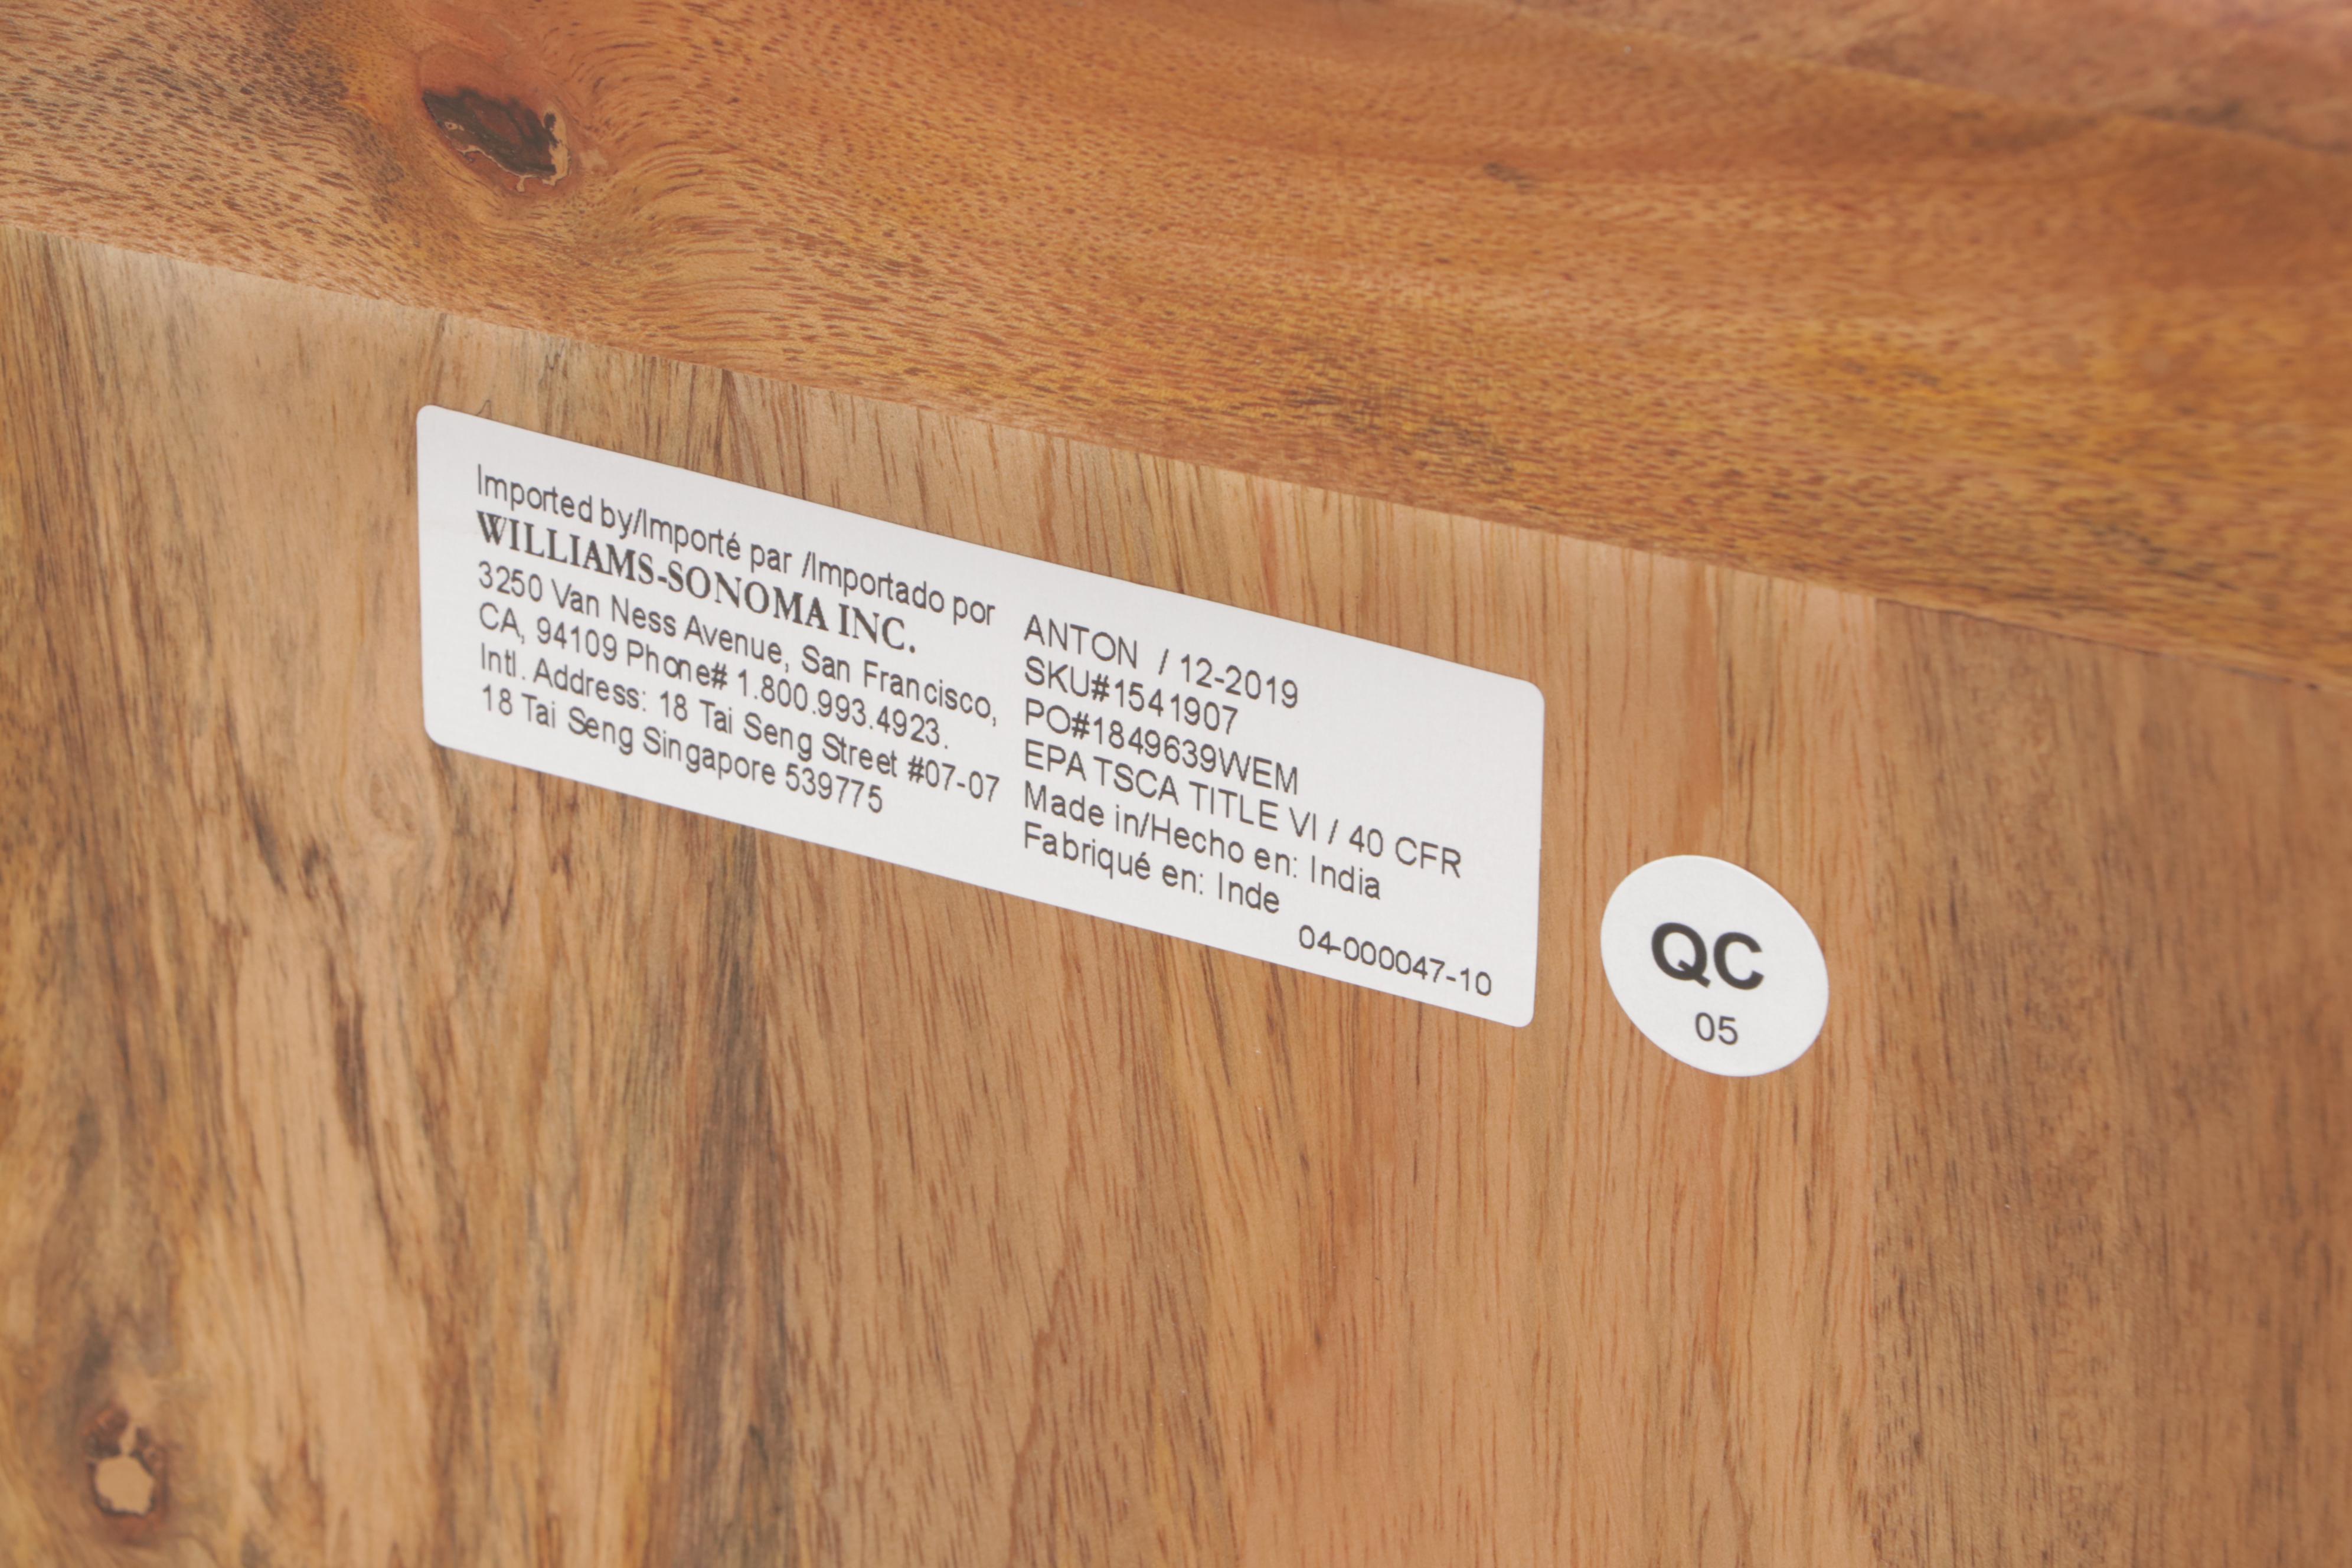 Imported by/Importé par /Importado por
WILLIAMS-SONOMA INC.
3250 Van Ness Avenue, San Francisco,
CA, 94109 Phone# 1.800.993.4923.
Intl. Address: 18 Tai Seng Street #07-07
18 Tai Seng Singapore 539775
ANTON / 12-2019
SKU#1541907
PO#1849639WEM
EPA TSCA TITLE VI / 40 CFR
Made in/Hecho en: India
Fabriqué en: Inde
04-000047-10
QC
05